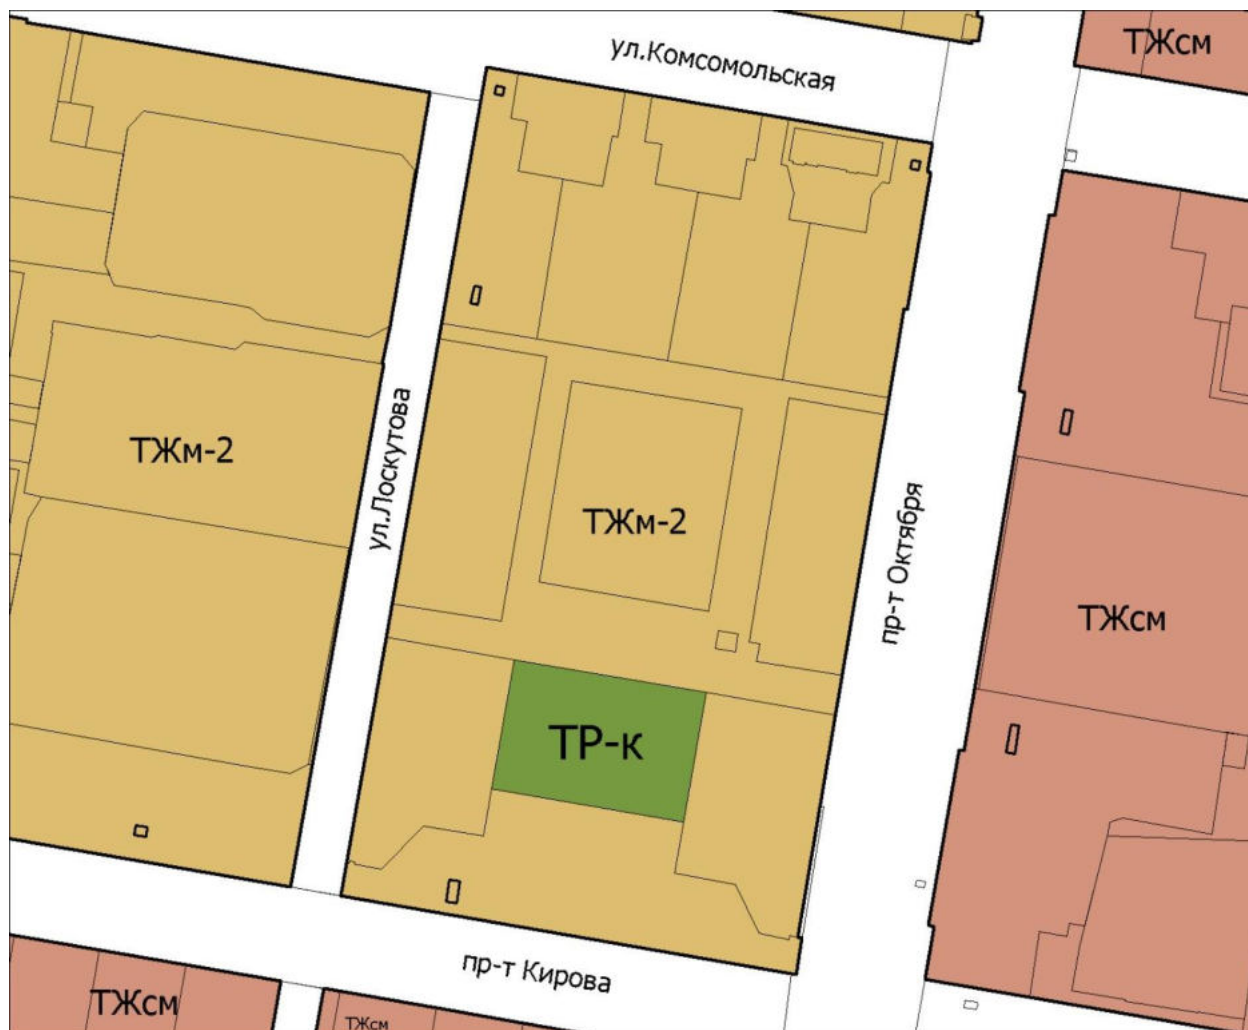 ул.Комсомольская
ТЖсм
ТЖм-2
ул.Лоскутова
ТЖм-2
пр-т Октября
ТЖсм
ТР-к
пр-т Кирова
ТЖсм
ТЖсм